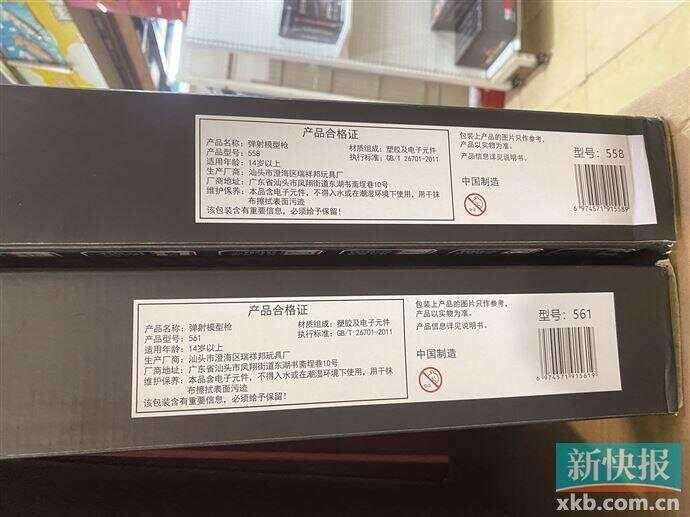 产品合格证
产品名称：弹射模型枪 材质组成：塑胶及电子元件
产品型号：558 执行标准：GB/T 26701-2011
适用年龄：14岁以上
生产厂商：汕头市澄海区瑞祥邦玩具厂
厂商地址：广东省汕头市凤翔街道东湖书斋埕巷10号
维护保养：本品含电子元件，不得入水或在潮湿环境下使用，用干抹
布擦拭表面污迹
该包装含有重要信息，必须给予保留！
包装上产品的图片只作参考，
产品以实物为准。
产品信息详见说明书。
中国制造
型号：558
6 974571 915589
产品合格证
产品名称：弹射模型枪 材质组成：塑胶及电子元件
产品型号：561 执行标准：GB/T 26701-2011
适用年龄：14岁以上
生产厂商：汕头市澄海区瑞祥邦玩具厂
厂商地址：广东省汕头市凤翔街道东湖书斋埕巷10号
维护保养：本品含电子元件，不得入水或在潮湿环境下使用，用干抹
布擦拭表面污迹
该包装含有重要信息，必须给予保留！
包装上产品的图片只作参考，
产品以实物为准。
产品信息详见说明书。
中国制造
型号：561
6 974571 915619
新快报
xkb.com.cn